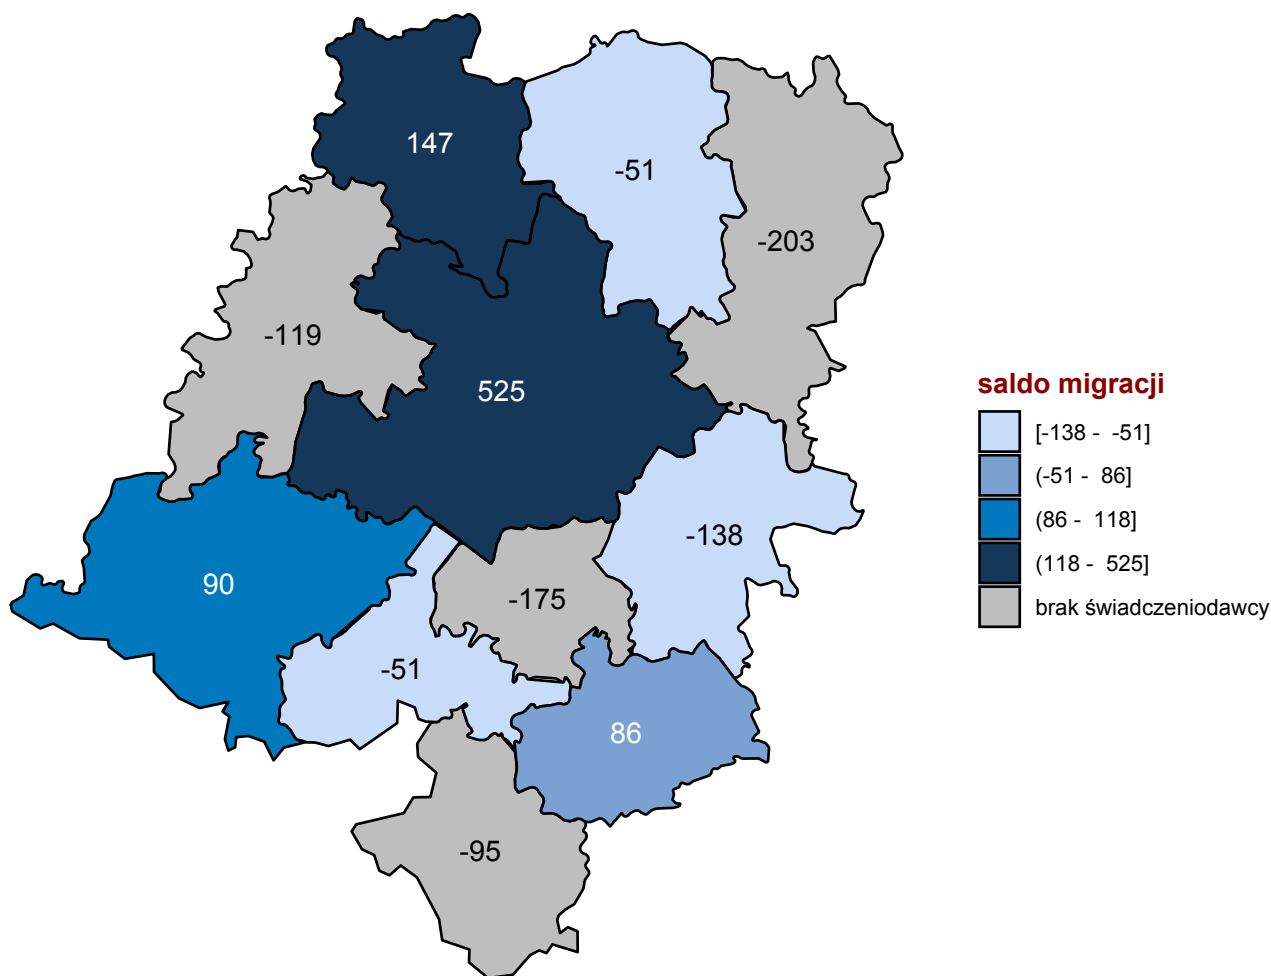 147
-51
-203
-119
525
-138
90
-175
-51
86
-95
saldo migracji
[-138 - -51]
(-51 - 86]
(86 - 118]
(118 - 525]
brak świadczeniodawcy